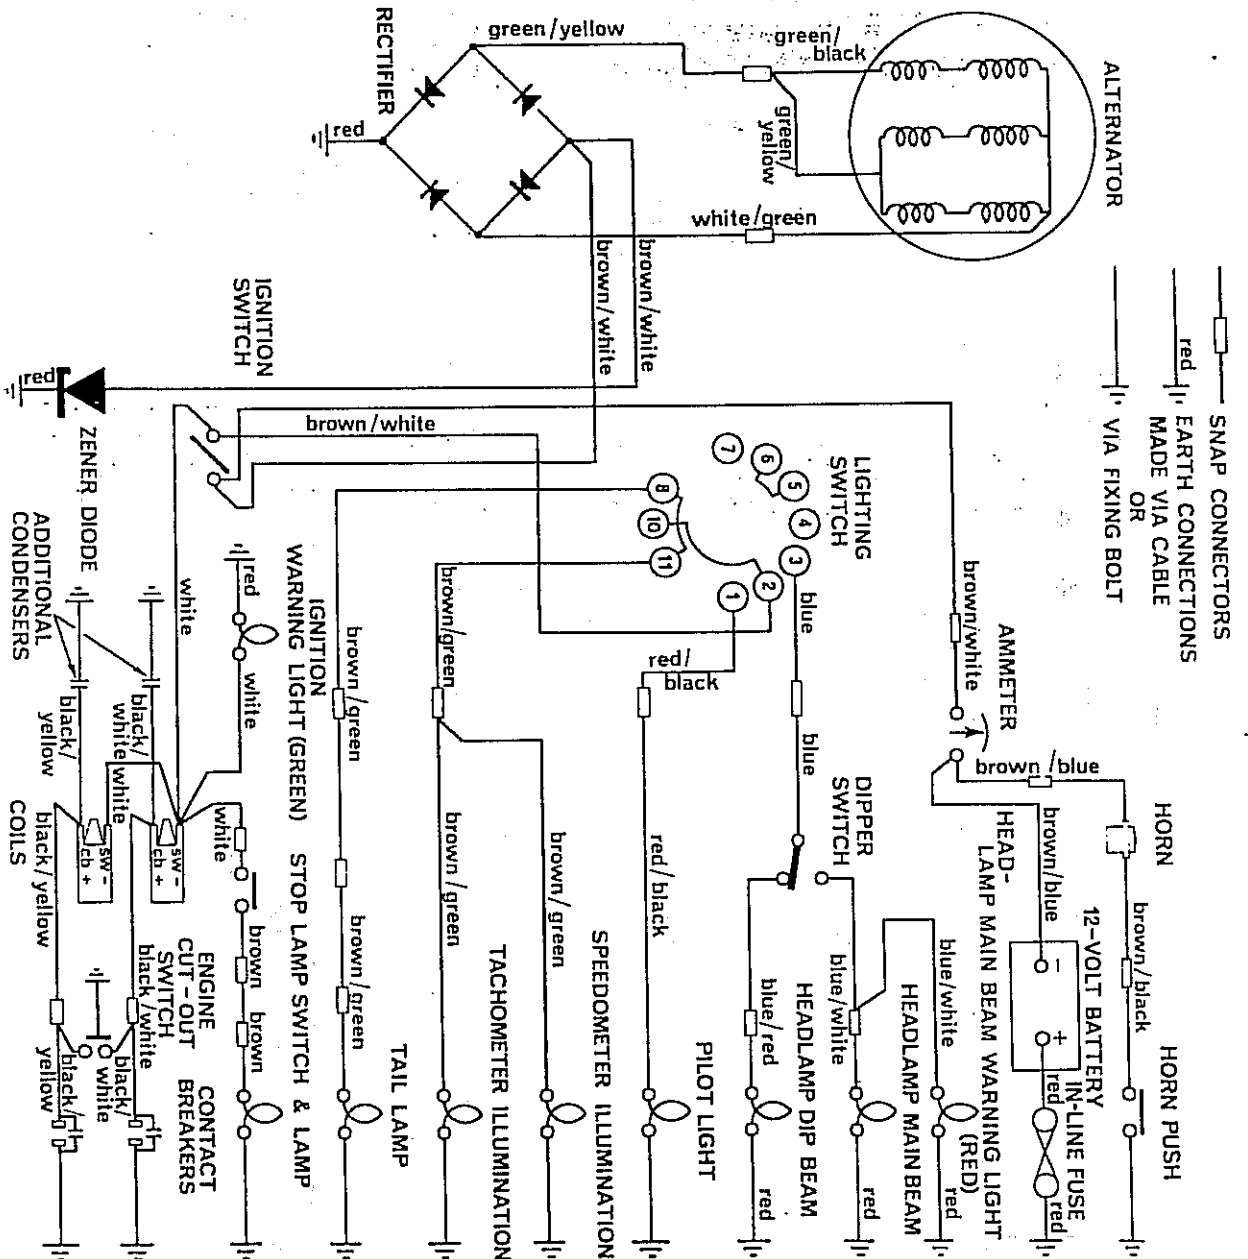 RECTIFIER
green/yellow
green/
black
green/
yellow
ALTERNATOR
red
white/green
brown/white
brown/white
SNAP CONNECTORS
red
EARTH CONNECTIONS
MADE VIA CABLE
OR
VIA FIXING BOLT
IGNITION
SWITCH
red
ZENER DIODE
brown/white
LIGHTING
SWITCH
7
6
5
4
3
8
10
11
2
1
blue
brown/white
AMMETER
ADDITIONAL
CONDENSERS
white
red
white
IGNITION
WARNING LIGHT (GREEN)
brown/green
brown/green
red/
black
blue
brown/blue
HORN
black/
yellow
black/
white
white
white
COILS
cb +
sw -
cb +
sw -
black/yellow
black/white
STOP LAMP SWITCH & LAMP
brown
brown
brown/green
brown/green
brown/green
red/black
DIPPER
SWITCH
HEAD-
LAMP MAIN BEAM WARNING LIGHT
(RED)
brown/blue
12-VOLT BATTERY
-
+
brown/black
ENGINE
CUT-OUT
SWITCH
CONTACT
BREAKERS
black/
yellow
black/
white
TAIL LAMP
TACHOMETER ILLUMINATION
SPEEDOMETER ILLUMINATION
PILOT LIGHT
blue/red
HEADLAMP DIP BEAM
red
blue/white
HEADLAMP MAIN BEAM
red
blue/white
red
red
IN-LINE FUSE
red
HORN PUSH